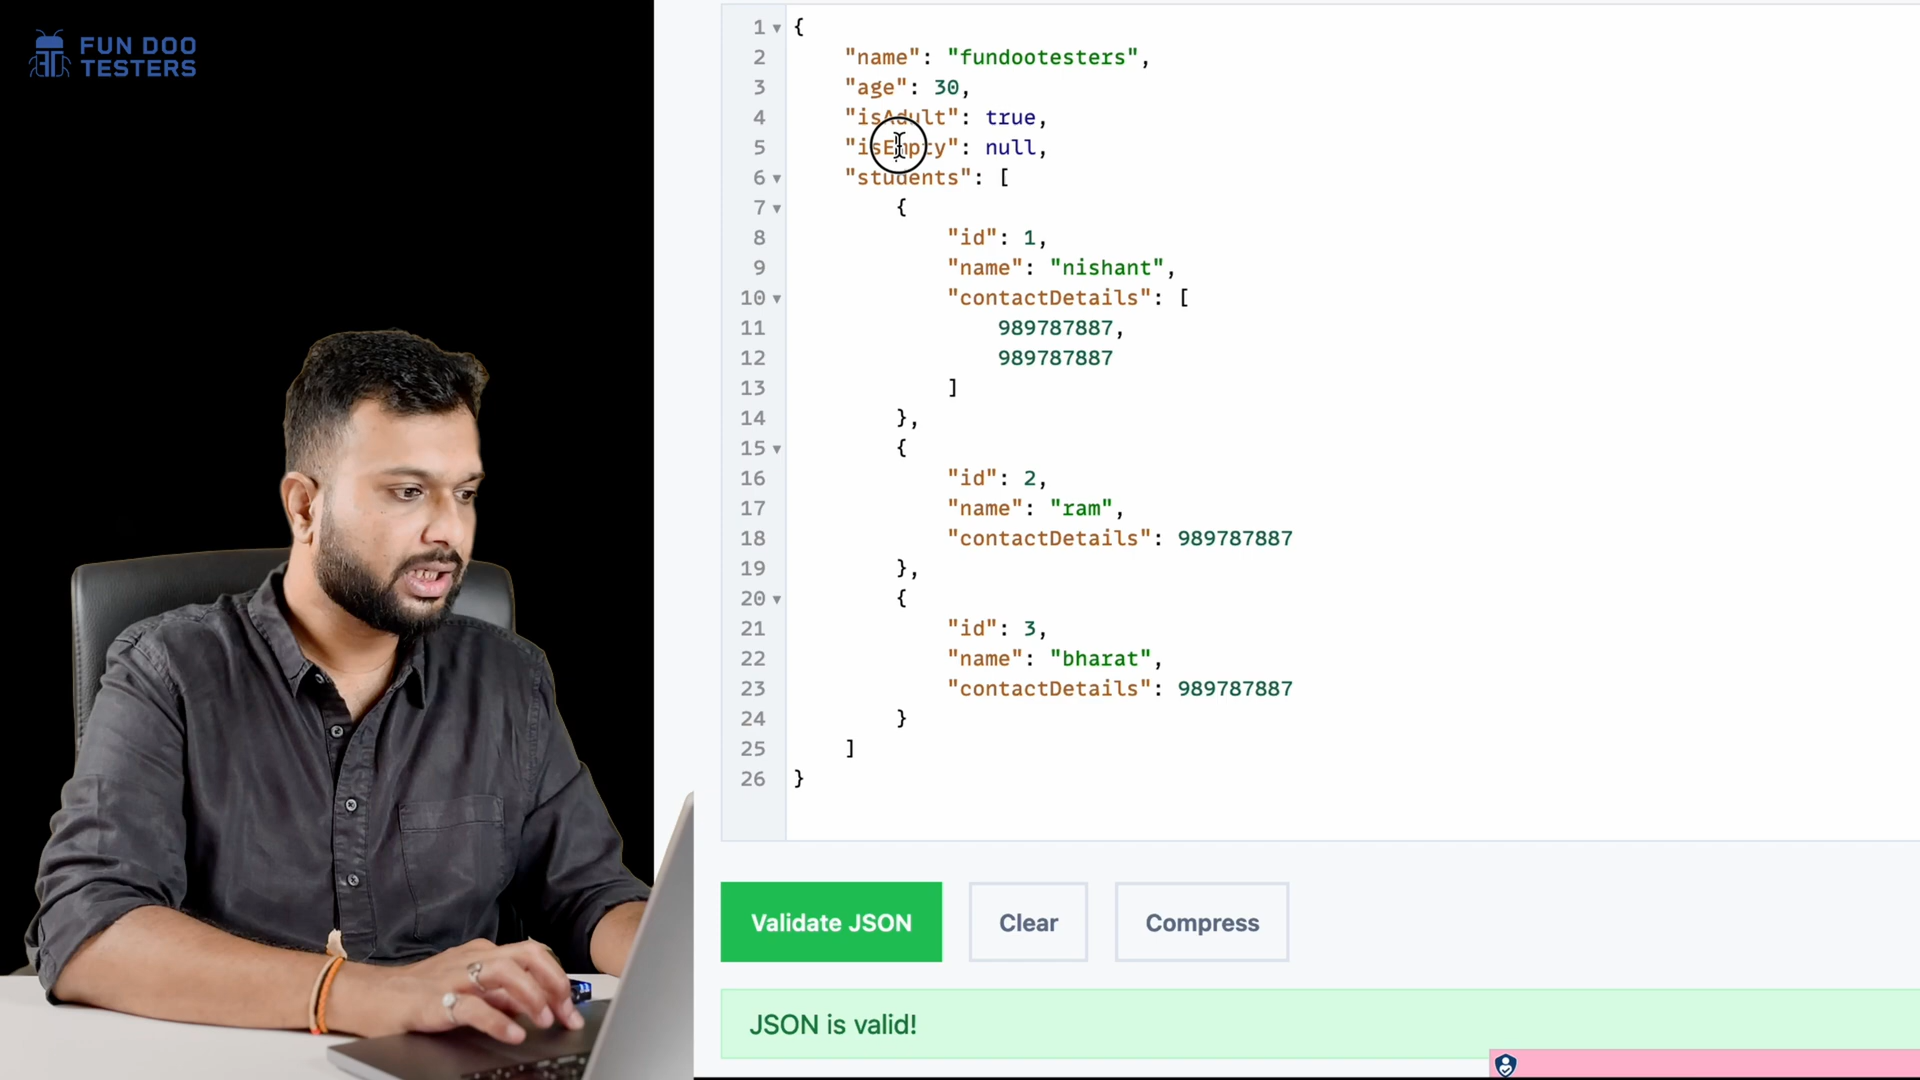 FUN DOO
TESTERS
1 {
2 "name": "fundootesters",
3 "age": 30,
4 "isAdult": true,
5 "isEmpty": null,
6 "students": [
7 {
8 "id": 1,
9 "name": "nishant",
10 "contactDetails": [
11 989787887,
12 989787887
13 ]
14 },
15 {
16 "id": 2,
17 "name": "ram",
18 "contactDetails": 989787887
19 },
20 {
21 "id": 3,
22 "name": "bharat",
23 "contactDetails": 989787887
24 }
25 ]
26 }
Validate JSON Clear Compress
JSON is valid!